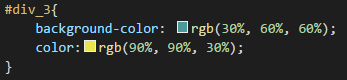 #div_3{
background-color: rgb(30%, 60%, 60%);
color: rgb(90%, 90%, 30%);
}